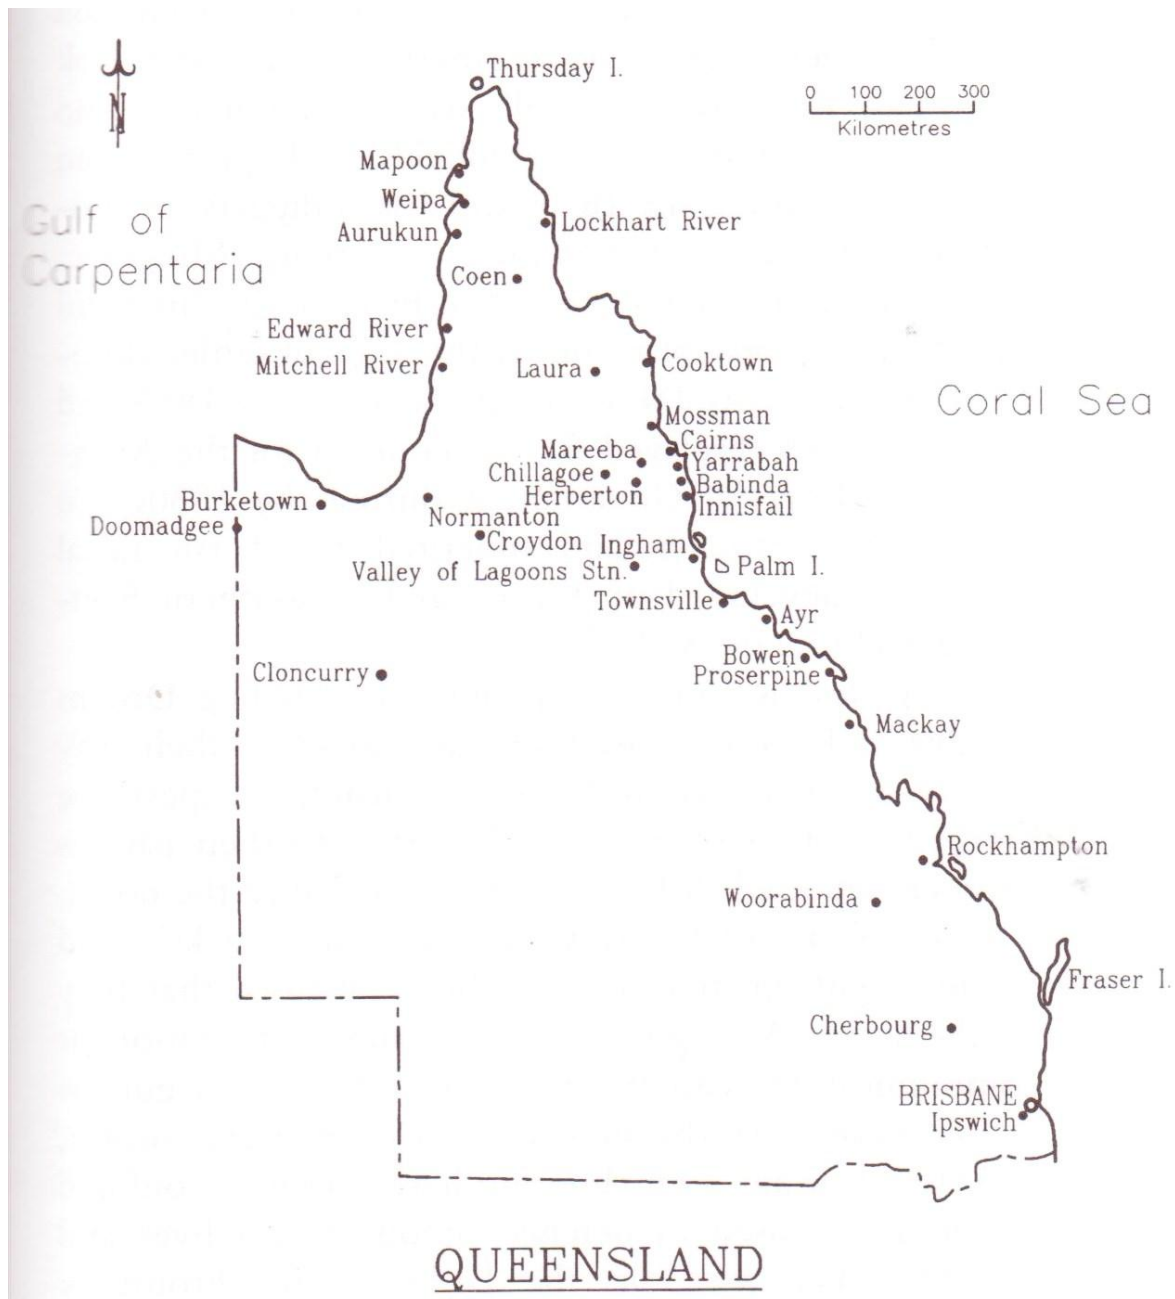 Thursday I.
N
0 100 200 300
Kilometres
Mapoon
Weipa
Gulf of
Carpentaria
Aurukun
Lockhart River
Coen
Edward River
Mitchell River
Laura
Cooktown
Coral Sea
Mossman
Cairns
Mareeba
Yarrabah
Chillagoe
Babinda
Herberton
Innisfail
Burketown
Normanton
Doomadgee
Croydon
Ingham
Valley of Lagoons Stn.
Palm I.
Townsville
Ayr
Bowen
Proserpine
Cloncurry
Mackay
Rockhampton
Woorabinda
Fraser I.
Cherbourg
BRISBANE
Ipswich
QUEENSLAND